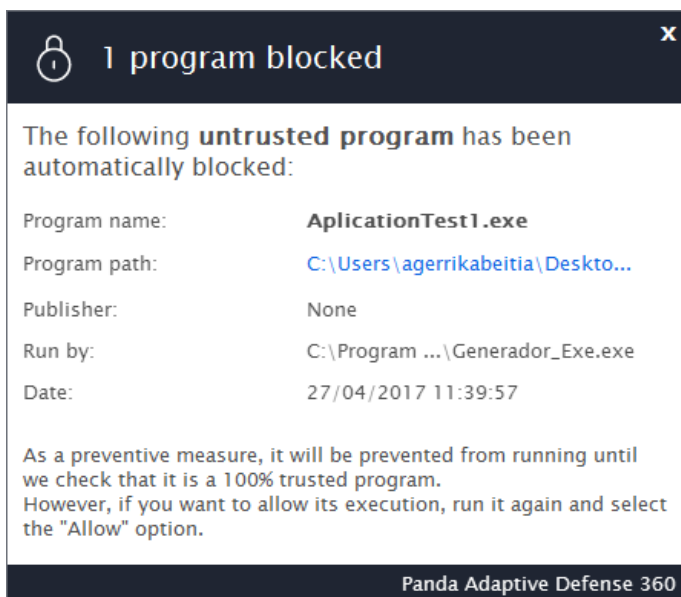 1 program blocked
x
The following untrusted program has been
automatically blocked:
Program name: AplicationTest1.exe
Program path: C:\Users\agerrikabeitia\Deskto...
Publisher: None
Run by: C:\Program ...\Generador_Exe.exe
Date: 27/04/2017 11:39:57
As a preventive measure, it will be prevented from running until
we check that it is a 100% trusted program.
However, if you want to allow its execution, run it again and select
the "Allow" option.
Panda Adaptive Defense 360